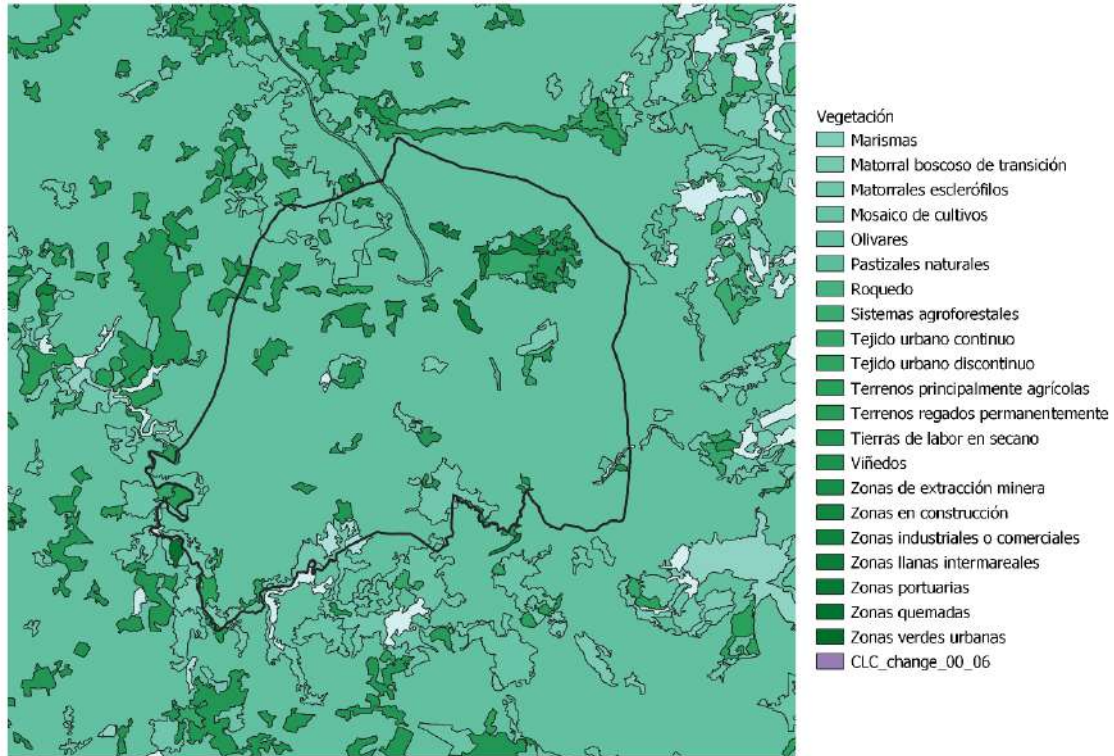 Vegetación
Marismas
Matorral boscoso de transición
Matorrales esclerófilos
Mosaico de cultivos
Olivares
Pastizales naturales
Roquedo
Sistemas agroforestales
Tejido urbano continuo
Tejido urbano discontinuo
Terrenos principalmente agrícolas
Terrenos regados permanentemente
Tierras de labor en secano
Viñedos
Zonas de extracción minera
Zonas en construcción
Zonas industriales o comerciales
Zonas llanas intermareales
Zonas portuarias
Zonas quemadas
Zonas verdes urbanas
CLC_change_00_06